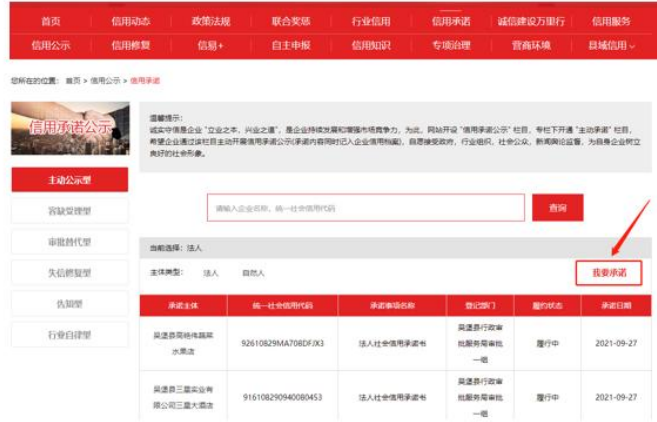 首页 信用动态 政策法规 联合奖惩 行业信用 信用承诺 诚信建设万里行 信用服务
信用公示 信用修复 信易+ 自主申报 信用知识 专项治理 营商环境 县域信用
您所在的位置：首页 > 信用公示 > 信用承诺
信用承诺公示
温馨提示：
诚实守信是企业“立业之本、兴业之道”，是企业持续发展和增强市场竞争力，为此，网站开设“信用承诺公示”栏目，专栏下开通“主动承诺”栏目，
希望企业通过该栏目主动开展信用承诺公示(承诺内容同时记入企业信用档案)，自愿接受政府、行业组织、社会公众、新闻舆论监督，为自身企业树立
良好的社会形象。
主动公示型
容缺受理型
审批替代型
失信修复型
告知型
行业自律型
请输入企业名称、统一社会信用代码
查询
当前选择：法人
主体类型： 法人 自然人
我要承诺
承诺主体 统一社会信用代码 承诺事项名称 登记部门 履约状态 承诺日期
吴堡县 蔬菜
水果店
92610829MA708DFJX3 法人社会信用承诺书
吴堡县行政审
批服务局审批
一组
履行中 2021-09-27
吴堡县三星实业有
限公司三星大酒店
916108290940080453 法人社会信用承诺书
吴堡县行政审
批服务局审批
一组
履行中 2021-09-27